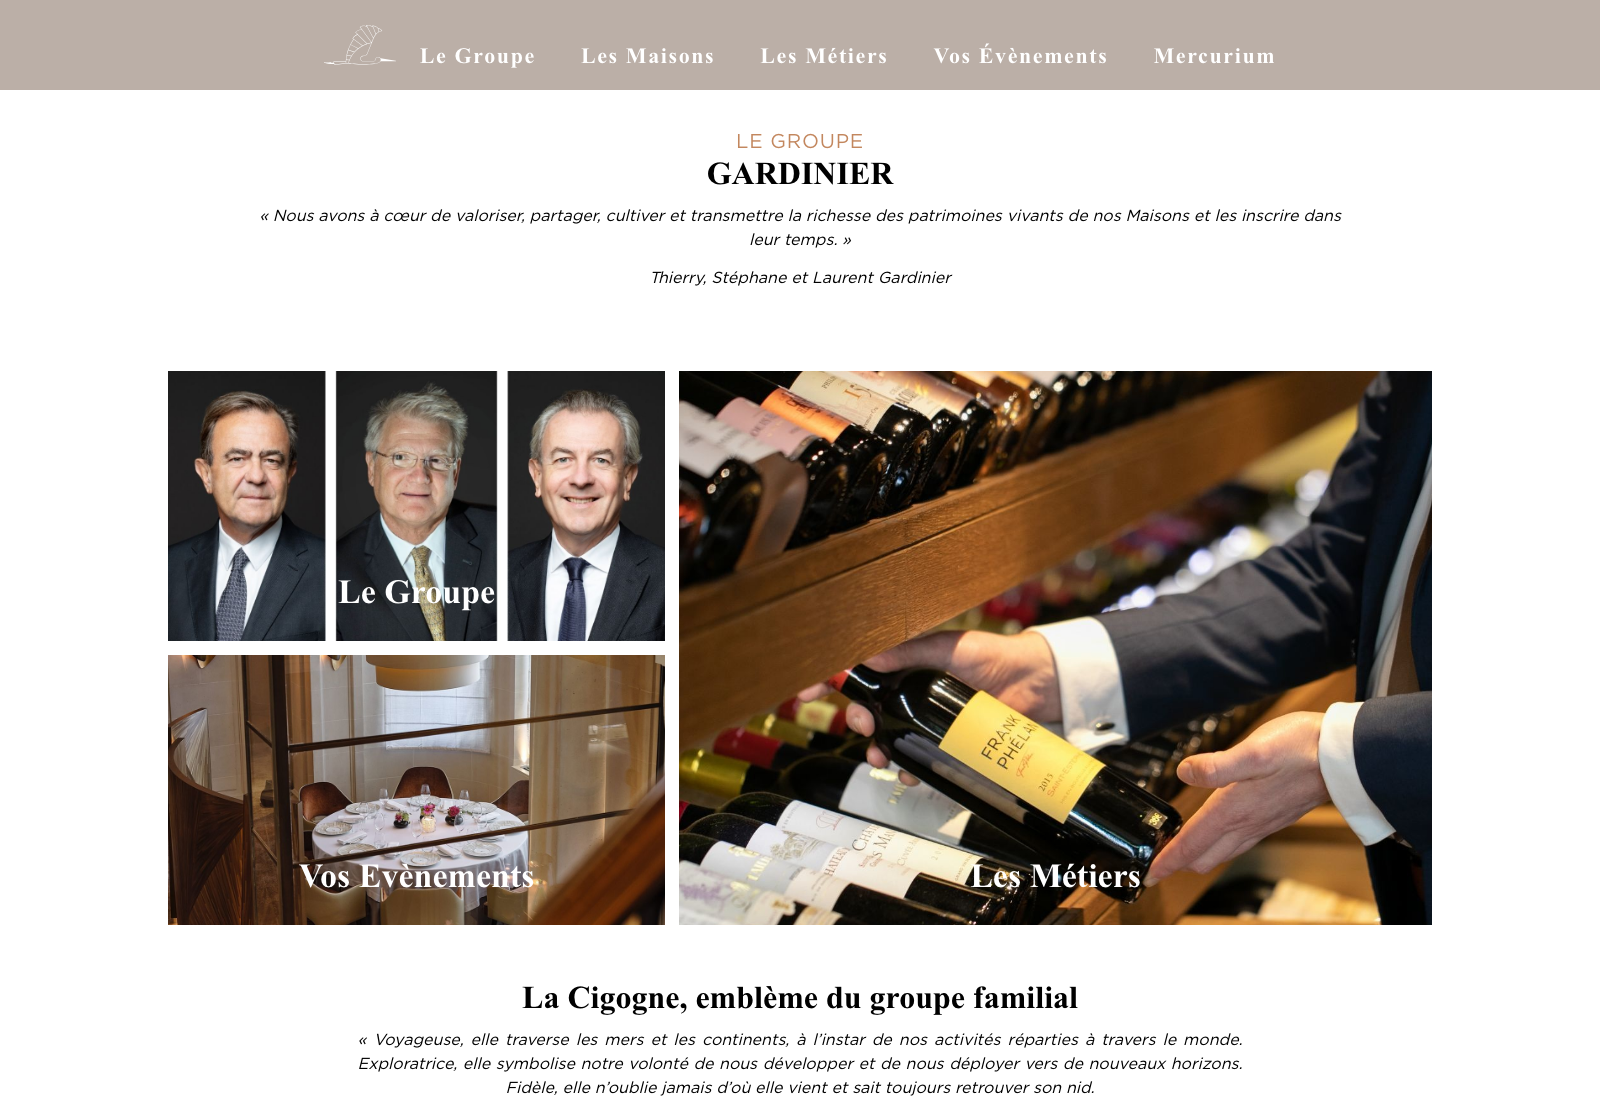 Le Groupe Les Maisons Les Métiers Vos Évènements Mercurium
LE GROUPE
GARDINIER
« Nous avons à cœur de valoriser, partager, cultiver et transmettre la richesse des patrimoines vivants de nos Maisons et les inscrire dans
leur temps. »
Thierry, Stéphane et Laurent Gardinier
Le Groupe
FRANK
PHÉLAN
2015
Vos Evènements
Les Métiers
La Cigogne, emblème du groupe familial
« Voyageuse, elle traverse les mers et les continents, à l’instar de nos activités réparties à travers le monde.
Exploratrice, elle symbolise notre volonté de nous développer et de nous déployer vers de nouveaux horizons.
Fidèle, elle n’oublie jamais d’où elle vient et sait toujours retrouver son nid.